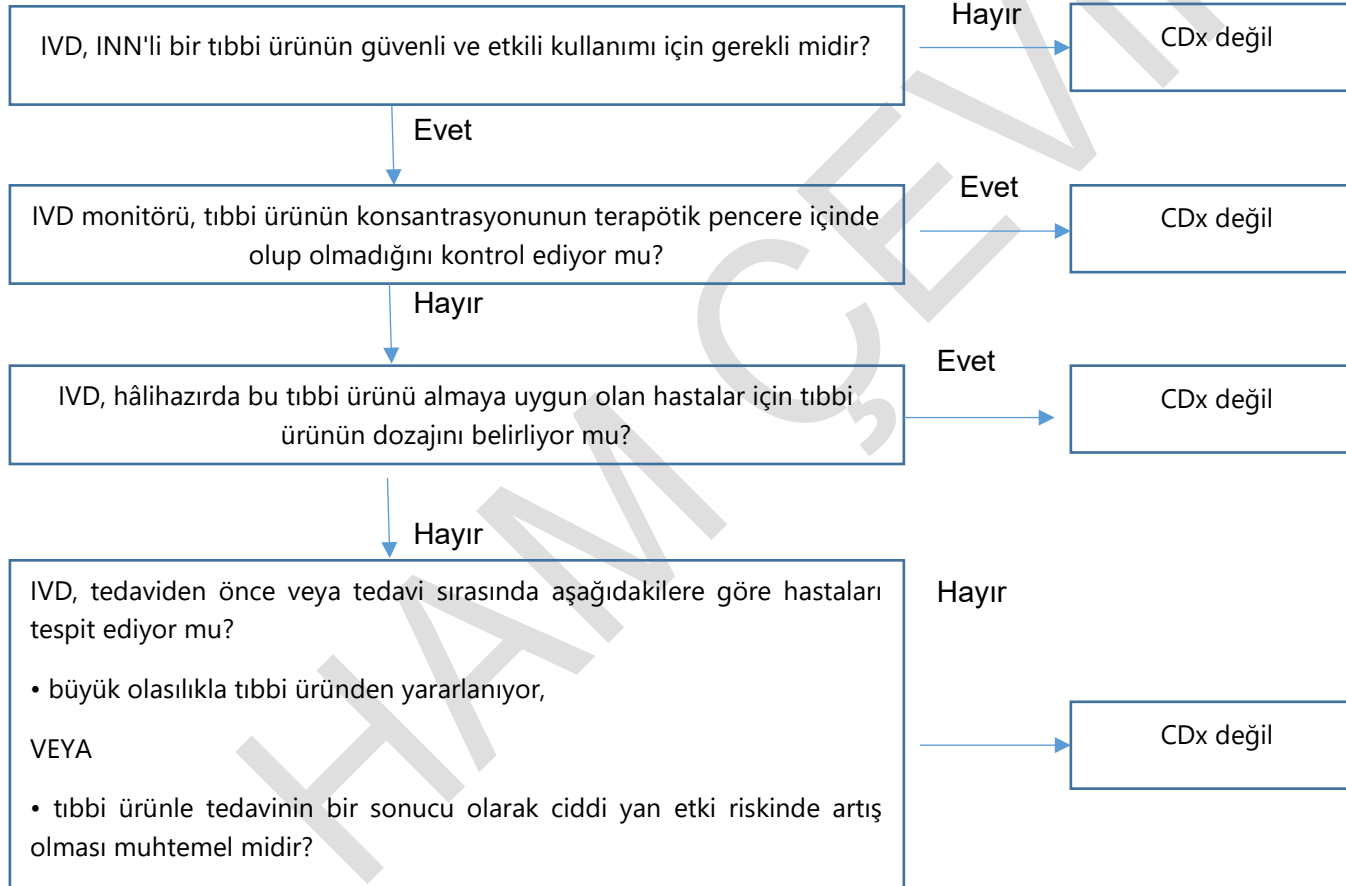 IVD, INN'li bir tıbbi ürünün güvenli ve etkili kullanımı için gerekli midir?
Hayır
CDx değil
Evet
IVD monitörü, tıbbi ürünün konsantrasyonunun terapötik pencere içinde
olup olmadığını kontrol ediyor mu?
Evet
CDx değil
Hayır
IVD, hâlihazırda bu tıbbi ürünü almaya uygun olan hastalar için tıbbi
ürünün dozajını belirliyor mu?
Evet
CDx değil
Hayır
IVD, tedaviden önce veya tedavi sırasında aşağıdakilere göre hastaları
tespit ediyor mu?
• büyük olasılıkla tıbbi üründen yararlanıyor,
VEYA
• tıbbi ürünle tedavinin bir sonucu olarak ciddi yan etki riskinde artış
olması muhtemel midir?
Hayır
CDx değil
HAM ÇEVİ